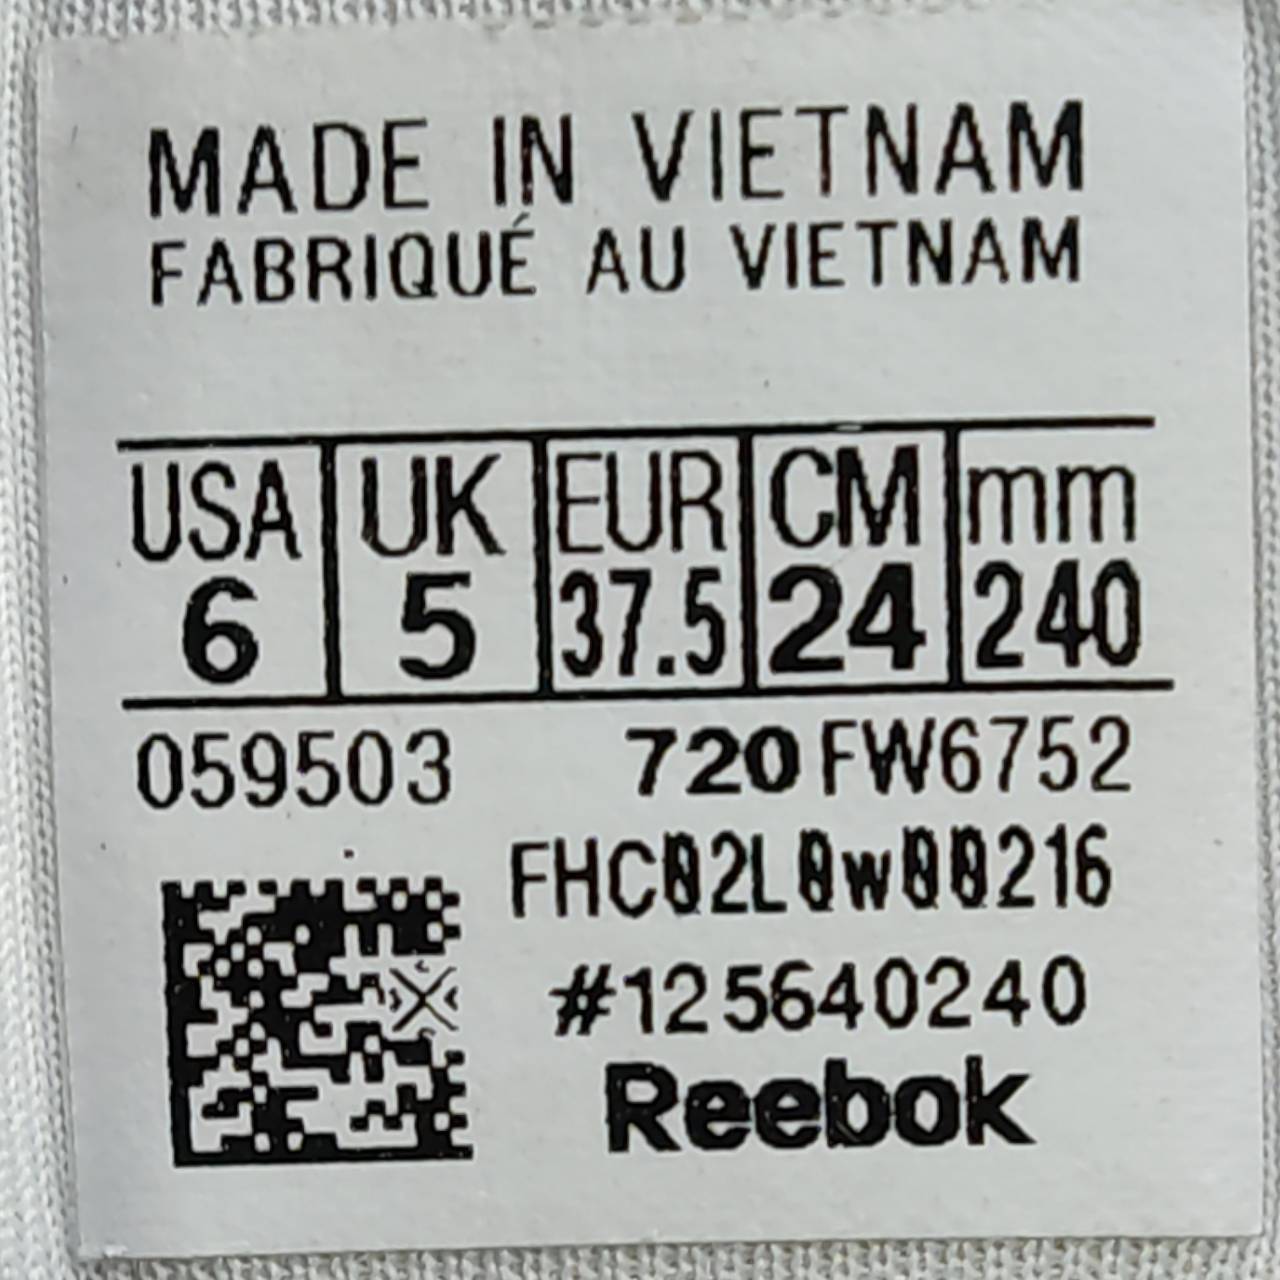 MADE IN VIETNAM
FABRIQUÉ AU VIETNAM
USA UK EUR CM mm
6 5 37.5 24 240
059503 720 FW6752
FHC02L0w00216
#125640240
Reebok